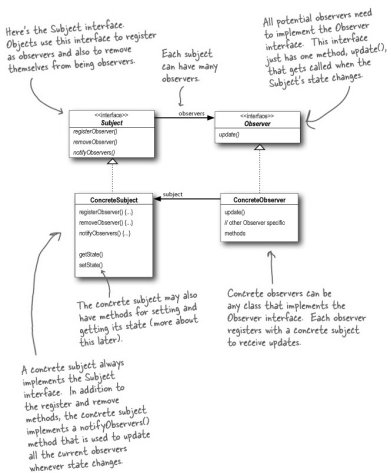 Here's the Subject interface.
Objects use this interface to register
as observers and also to remove
themselves from being observers.
Each subject
can have many
observers.
All potential observers need
to implement the Observer
interface. This interface
just has one method, update(),
that gets called when the
Subject's state changes.
<<interface>>
Subject
registerObserver()
removeObserver()
notifyObservers()
observers
<<interface>>
Observer
update()
ConcreteSubject
registerObserver() {...}
removeObserver() {...}
notifyObservers() {...}
getState()
setState()
subject
ConcreteObserver
update()
// other Observer specific
methods
The concrete subject may also
have methods for setting and
getting its state (more about
this later).
Concrete observers can be
any class that implements the
Observer interface. Each observer
registers with a concrete subject
to receive updates.
A concrete subject always
implements the Subject
interface. In addition to
the register and remove
methods, the concrete subject
implements a notifyObservers()
method that is used to update
all the current observers
whenever state changes.